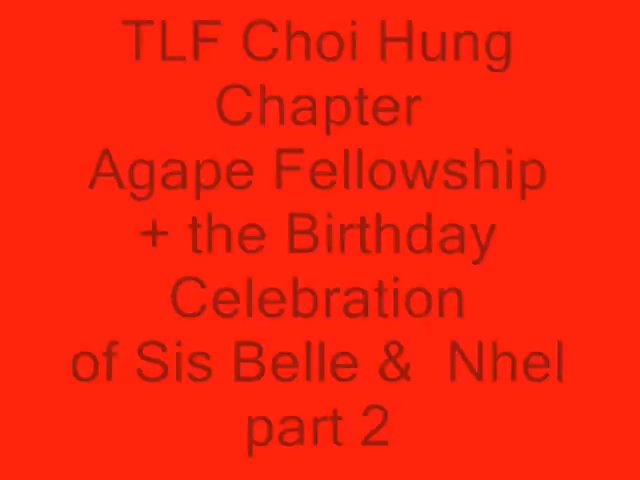 TLF Choi Hung
Chapter
Agape Fellowship
+ the Birthday
Celebration
of Sis Belle &  Nhel
part 2